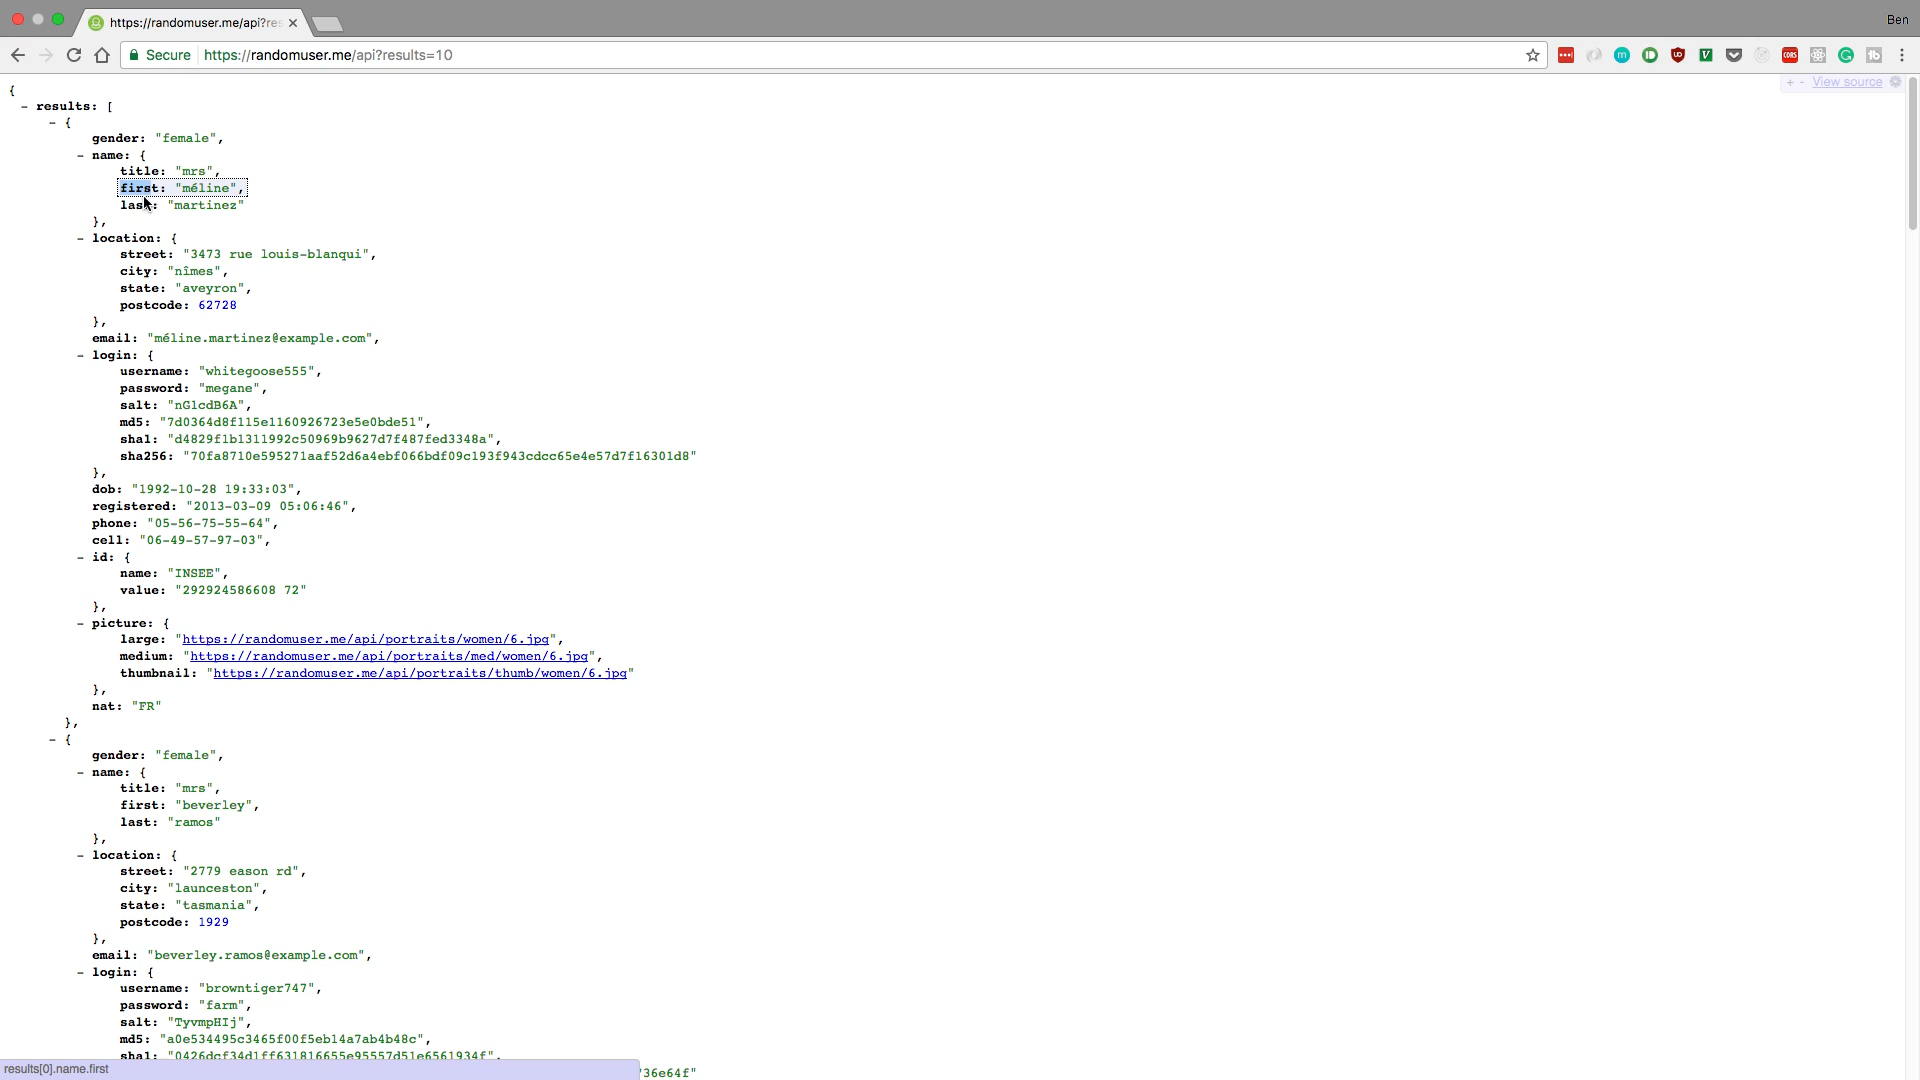 https://randomuser.me/api?res
Ben
Secure
https://randomuser.me/api?results=10
+ - View source
{
- results: [
- {
gender: "female",
- name: {
title: "mrs",
first: "méline",
last: "martinez"
},
- location: {
street: "3473 rue louis-blanqui",
city: "nîmes",
state: "aveyron",
postcode: 62728
},
email: "méline.martinez@example.com",
- login: {
username: "whitegoose555",
password: "megane",
salt: "nG1cdB6A",
md5: "7d0364d8f115e1160926723e5e0bde51",
sha1: "d4829f1b1311992c50969b9627d7f487fed3348a",
sha256: "70fa8710e595271aaf52d6a4ebf066bdf09c193f943cdcc65e4e57d7f16301d8"
},
dob: "1992-10-28 19:33:03",
registered: "2013-03-09 05:06:46",
phone: "05-56-75-55-64",
cell: "06-49-57-97-03",
- id: {
name: "INSEE",
value: "292924586608 72"
},
- picture: {
large: "https://randomuser.me/api/portraits/women/6.jpg",
medium: "https://randomuser.me/api/portraits/med/women/6.jpg",
thumbnail: "https://randomuser.me/api/portraits/thumb/women/6.jpg"
},
nat: "FR"
},
- {
gender: "female",
- name: {
title: "mrs",
first: "beverley",
last: "ramos"
},
- location: {
street: "2779 eason rd",
city: "launceston",
state: "tasmania",
postcode: 1929
},
email: "beverley.ramos@example.com",
- login: {
username: "browntiger747",
password: "farm",
salt: "TyvmpHIj",
md5: "a0e534495c3465f00f5eb14a7ab4b48c",
sha1: "0426dcf34d1ff631816655e95557d51e6561934f",
results[0].name.first
36e64f"